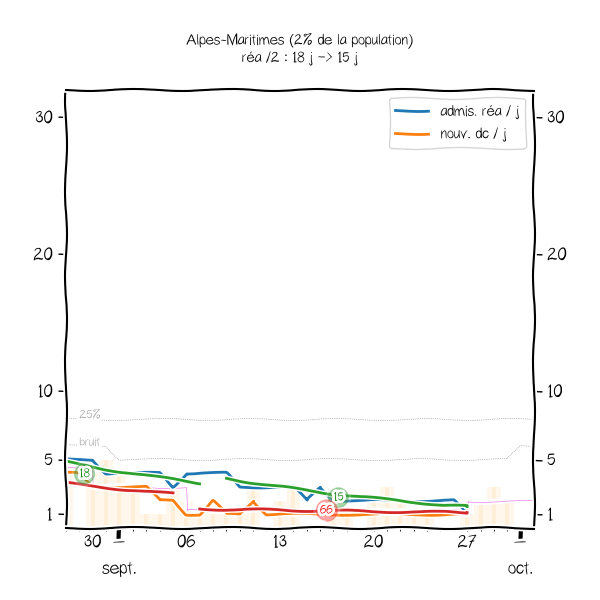 Alpes-Maritimes (2% de la population)
réa /2 : 18 j -> 15 j
admis. réa / j
nouv. dc / j
30 30
20 20
10 10
25%
bruit
5 5
18
15
66
1 1
30 06 13 20 27
sept. oct.